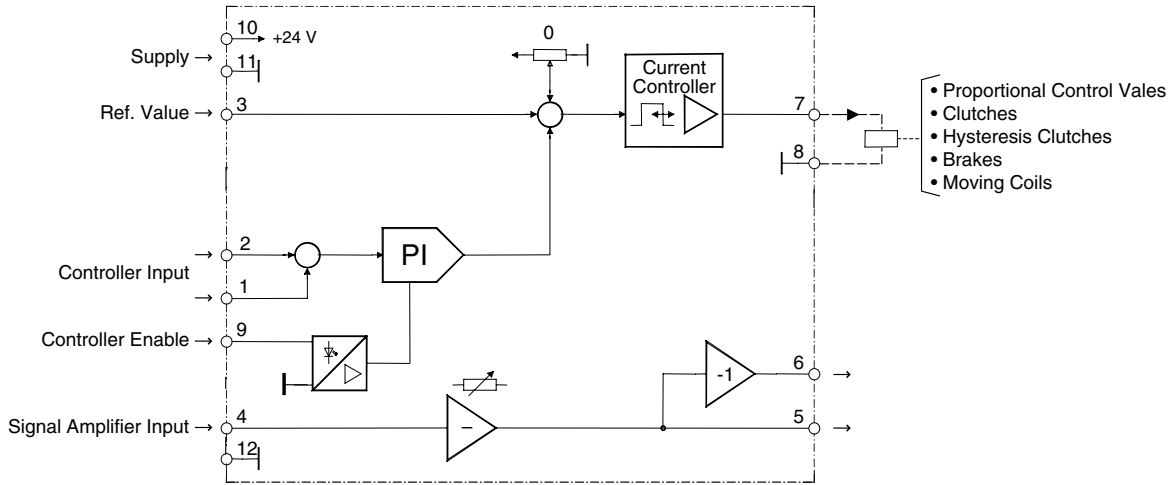 10
+24 V
Supply →
11
0
Ref. Value →
3
Current
Controller
7
8
• Proportional Control Vales
• Clutches
• Hysteresis Clutches
• Brakes
• Moving Coils
2
PI
Controller Input
1
Controller Enable →
9
-1
6
Signal Amplifier Input →
4
–
5
12